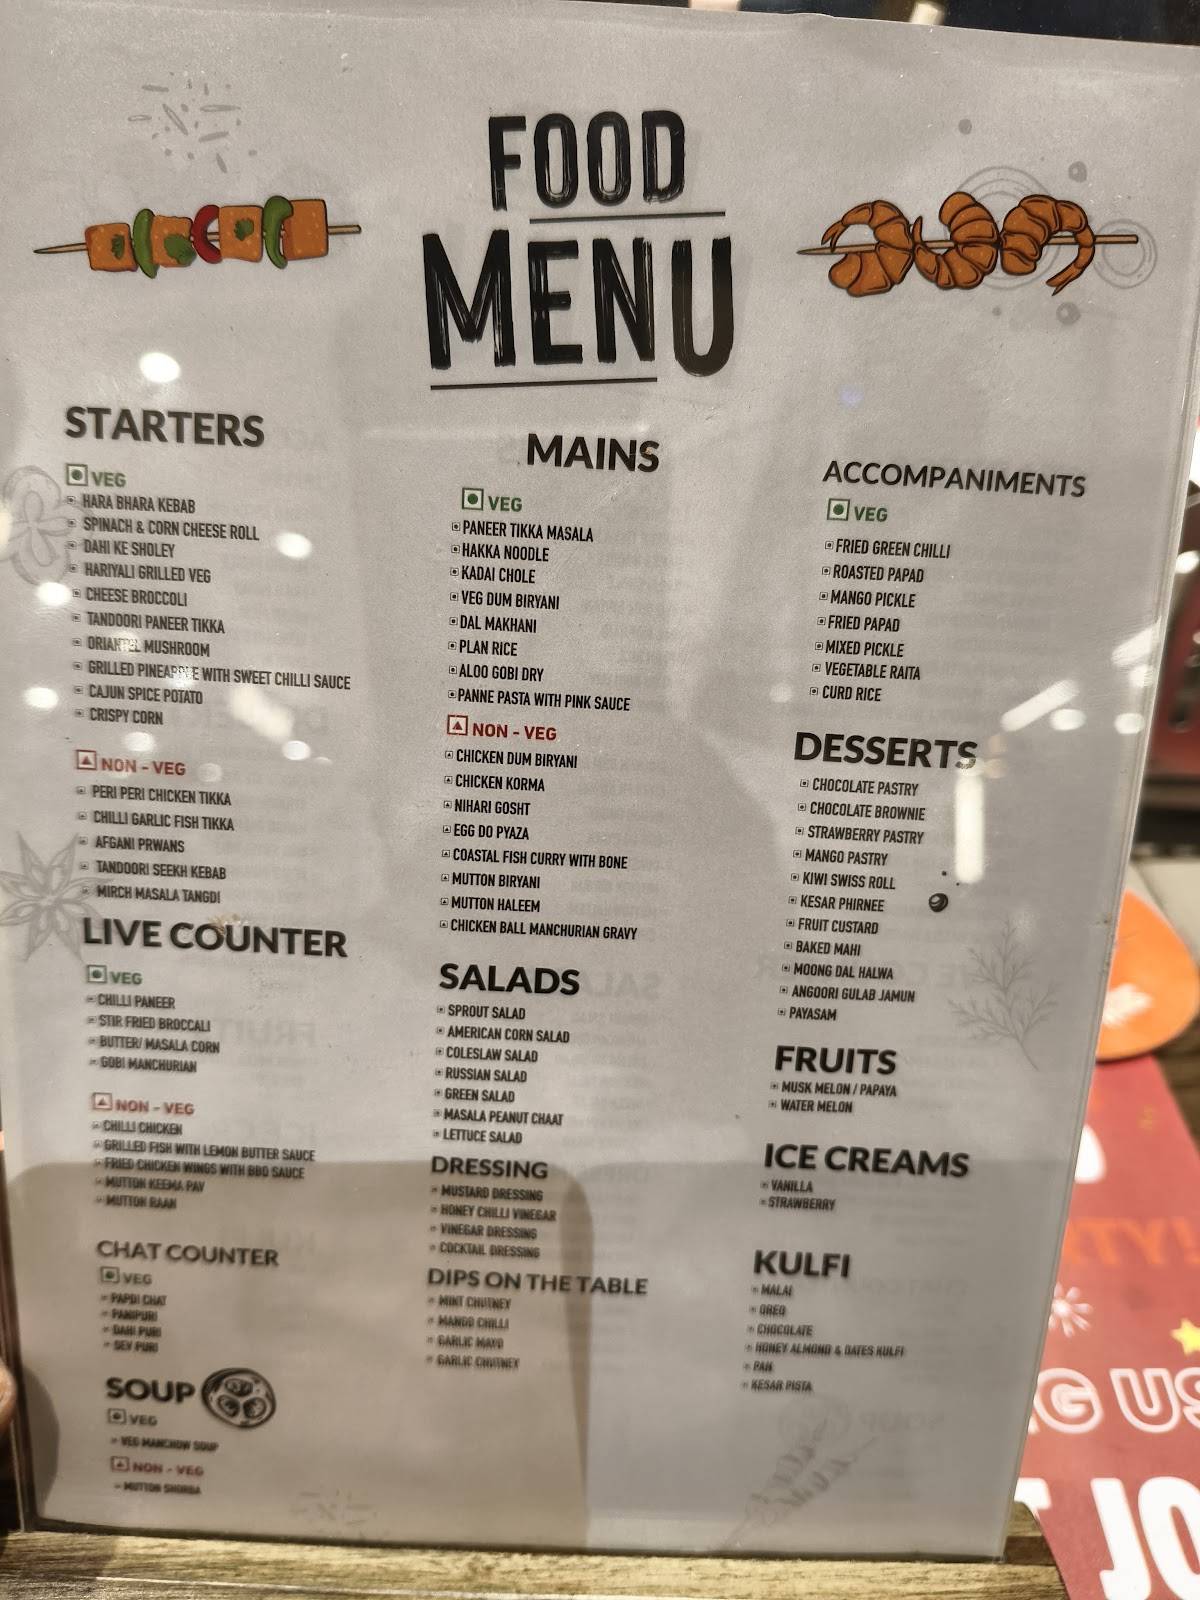 FOOD
MENU
STARTERS
VEG
HARA BHARA KEBAB
SPINACH & CORN CHEESE ROLL
DAHI KE SHOLEY
HARIYALI GRILLED VEG
CHEESE BROCCOLI
TANDOORI PANEER TIKKA
MUSHROOM
GRILLED PINEAPPLE WITH SWEET CHILLI SAUCE
CAJUN SPICE POTATO
CRISPY CORN
NON - VEG
PERI PERI CHICKEN TIKKA
CHILLI GARLIC FISH TIKKA
AFGANI PRWANS
TANDOORI SEEKH KEBAB
MIRCH MASALA TANGDI
LIVE COUNTER
VEG
CHILLI PANEER
STIR FRIED BROCCALI
BUTTER/ MASALA CORN
GOBI MANCHURIAN
NON - VEG
CHILLI CHICKEN
GRILLED FISH WITH LEMON BUTTER SAUCE
FRIED CHICKEN WINGS WITH BBQ SAUCE
MUTTON KEEMA PAV
MUTTON RAAN
CHAT COUNTER
VEG
PAPDI CHAT
PANIPURI
DAHI PURI
SEV PURI
SOUP
VEG
VEG MANCHOW SOUP
NON - VEG
MUTTON SHORBA
MAINS
VEG
PANEER TIKKA MASALA
HAKKA NOODLE
KADAI CHOLE
VEG DUM BIRYANI
DAL MAKHANI
PLAN RICE
ALOO GOBI DRY
PANNE PASTA WITH PINK SAUCE
NON - VEG
CHICKEN DUM BIRYANI
CHICKEN KORMA
NIHARI GOSHT
EGG DO PYAZA
COASTAL FISH CURRY WITH BONE
MUTTON BIRYANI
MUTTON HALEEM
CHICKEN BALL MANCHURIAN GRAVY
SALADS
SPROUT SALAD
AMERICAN CORN SALAD
COLESLAW SALAD
RUSSIAN SALAD
GREEN SALAD
MASALA PEANUT CHAAT
LETTUCE SALAD
DRESSING
MUSTARD DRESSING
HONEY CHILLI VINEGAR
VINEGAR DRESSING
COCKTAIL DRESSING
DIPS ON THE TABLE
MINT CHUTNEY
MANGO CHILLI
GARLIC MAYO
GARLIC CHUTNEY
ACCOMPANIMENTS
VEG
FRIED GREEN CHILLI
ROASTED PAPAD
MANGO PICKLE
FRIED PAPAD
MIXED PICKLE
VEGETABLE RAITA
CURD RICE
DESSERTS
CHOCOLATE PASTRY
CHOCOLATE BROWNIE
STRAWBERRY PASTRY
MANGO PASTRY
KIWI SWISS ROLL
KESAR PHIRNEE
FRUIT CUSTARD
BAKED MAHI
MOONG DAL HALWA
ANGOORI GULAB JAMUN
PAYASAM
FRUITS
MUSK MELON / PAPAYA
WATER MELON
ICE CREAMS
VANILLA
STRAWBERRY
KULFI
MALAI
OREO
CHOCOLATE
HONEY ALMOND & DATES KULFI
PAN
KESAR PISTA
G US
JO